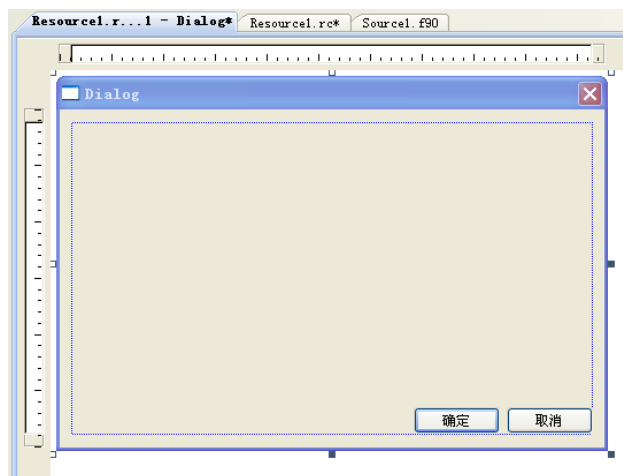 Resource1.r...1 - Dialog* Resource1.rc* Source1.f90
Dialog
确定 取消